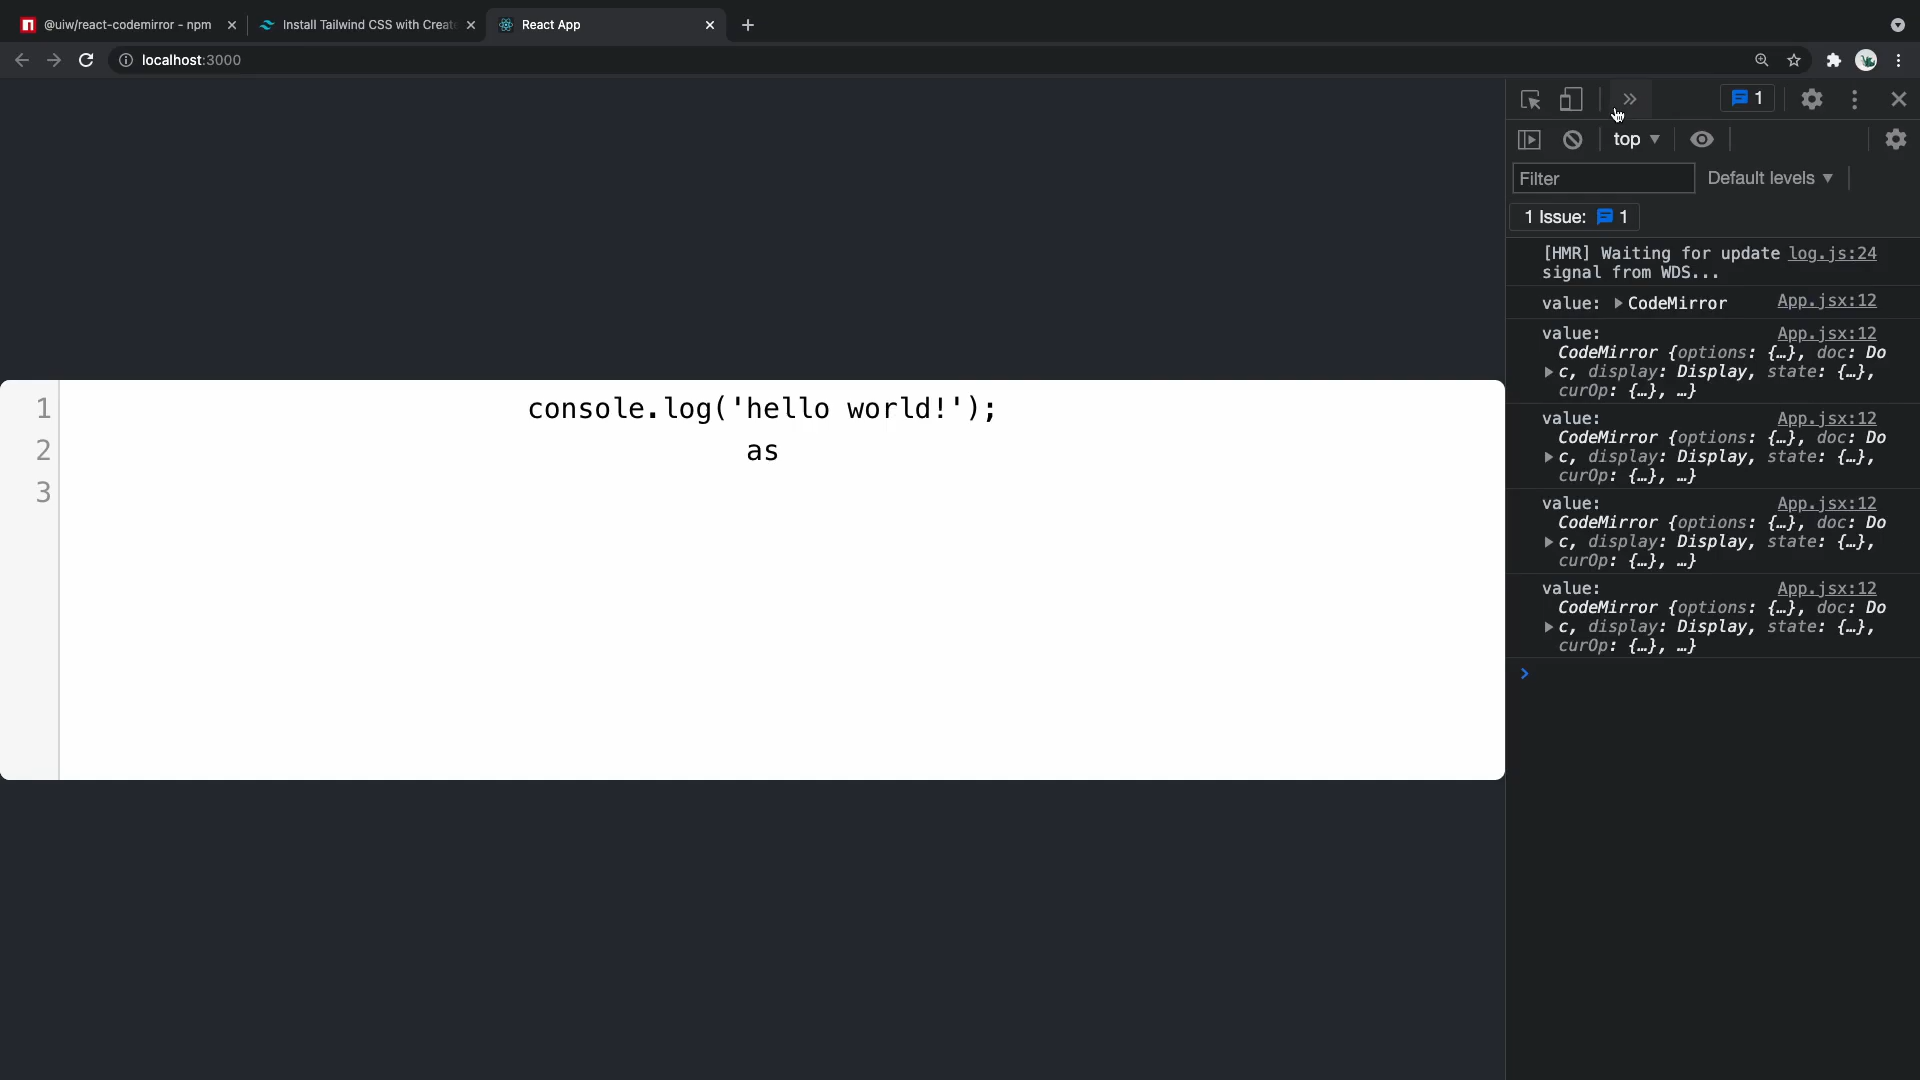 @uiw/react-codemirror - npm
Install Tailwind CSS with Creat
React App
localhost:3000
1
top
Filter
Default levels
1 Issue: 1
[HMR] Waiting for update log.js:24
signal from WDS...
value: CodeMirror App.jsx:12
value: App.jsx:12
CodeMirror {options: {…}, doc: Do
c, display: Display, state: {…},
curOp: {…}, …}
value: App.jsx:12
CodeMirror {options: {…}, doc: Do
c, display: Display, state: {…},
curOp: {…}, …}
value: App.jsx:12
CodeMirror {options: {…}, doc: Do
c, display: Display, state: {…},
curOp: {…}, …}
value: App.jsx:12
CodeMirror {options: {…}, doc: Do
c, display: Display, state: {…},
curOp: {…}, …}
1 console.log('hello world!');
2 as
3